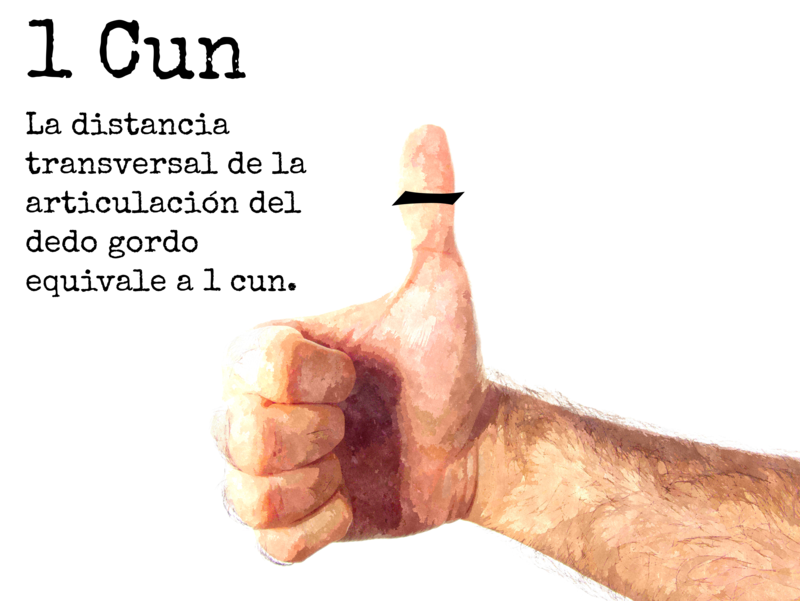 1 Cun
La distancia
transversal de la
articulación del
dedo gordo
equivale a 1 cun.